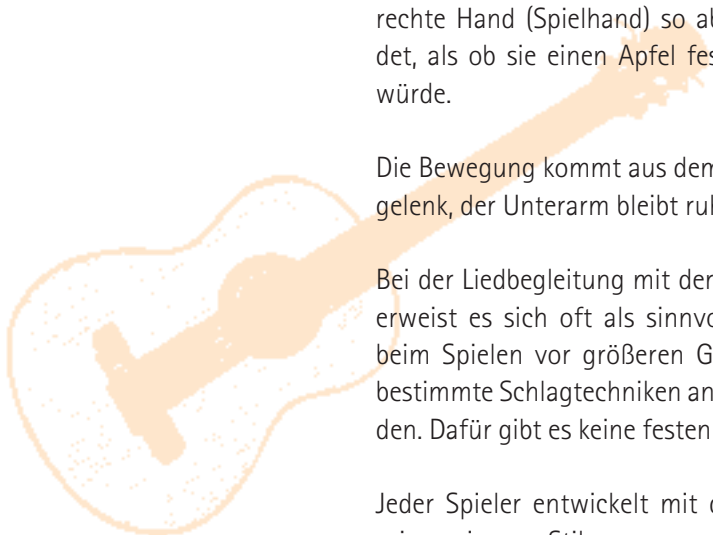 rechte Hand (Spielhand) so ab
det, als ob sie einen Apfel fes
würde.
Die Bewegung kommt aus dem
gelenk, der Unterarm bleibt ru
Bei der Liedbegleitung mit der
erweist es sich oft als sinnvo
beim Spielen vor größeren G
bestimmte Schlagtechniken an
den. Dafür gibt es keine festen
Jeder Spieler entwickelt mit